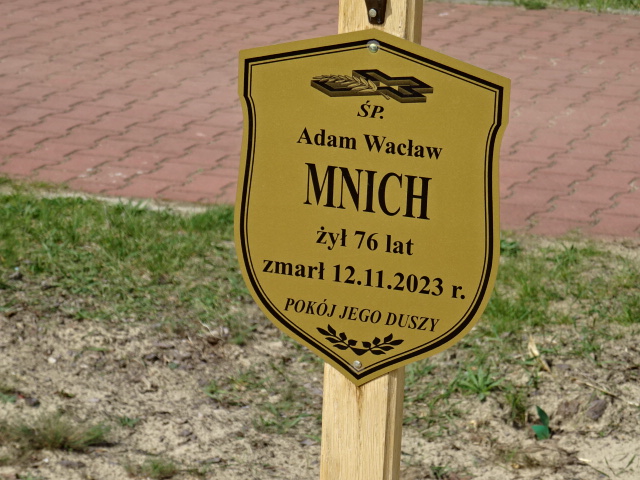 ŚP.
Adam Wacław
MNICH
żył 76 lat
zmarł 12.11.2023 r.
POKÓJ JEGO DUSZY